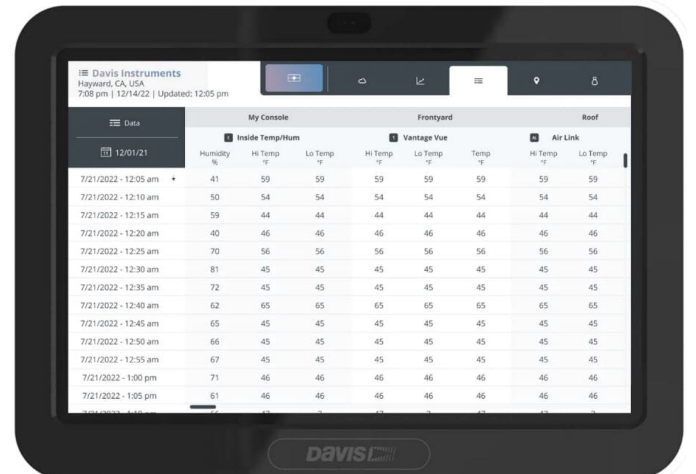 Davis Instruments
Hayward, CA, USA
7:08 pm | 12/14/22 | Updated: 12:05 pm
Data
12/01/21
My Console Frontyard Roof
Inside Temp/Hum Vantage Vue Air Link
Humidity % Hi Temp °F Lo Temp °F Hi Temp °F Lo Temp °F Temp °F Hi Temp °F Lo Temp °F
7/21/2022 - 12:05 am 41 59 59 59 59 59 59 59
7/21/2022 - 12:10 am 50 54 54 54 54 54 54 54
7/21/2022 - 12:15 am 59 44 44 44 44 44 44 44
7/21/2022 - 12:20 am 40 46 46 46 46 46 46 46
7/21/2022 - 12:25 am 70 56 56 56 56 56 56 56
7/21/2022 - 12:30 am 81 45 45 45 45 45 45 45
7/21/2022 - 12:35 am 72 45 45 45 45 45 45 45
7/21/2022 - 12:40 am 62 65 65 65 65 65 65 65
7/21/2022 - 12:45 am 65 45 45 45 45 45 45 45
7/21/2022 - 12:50 am 66 45 45 45 45 45 45 45
7/21/2022 - 12:55 am 67 45 45 45 45 45 45 45
7/21/2022 - 1:00 pm 71 46 46 46 46 46 46 46
7/21/2022 - 1:05 pm 61 46 46 46 46 46 46 46
DAVIS